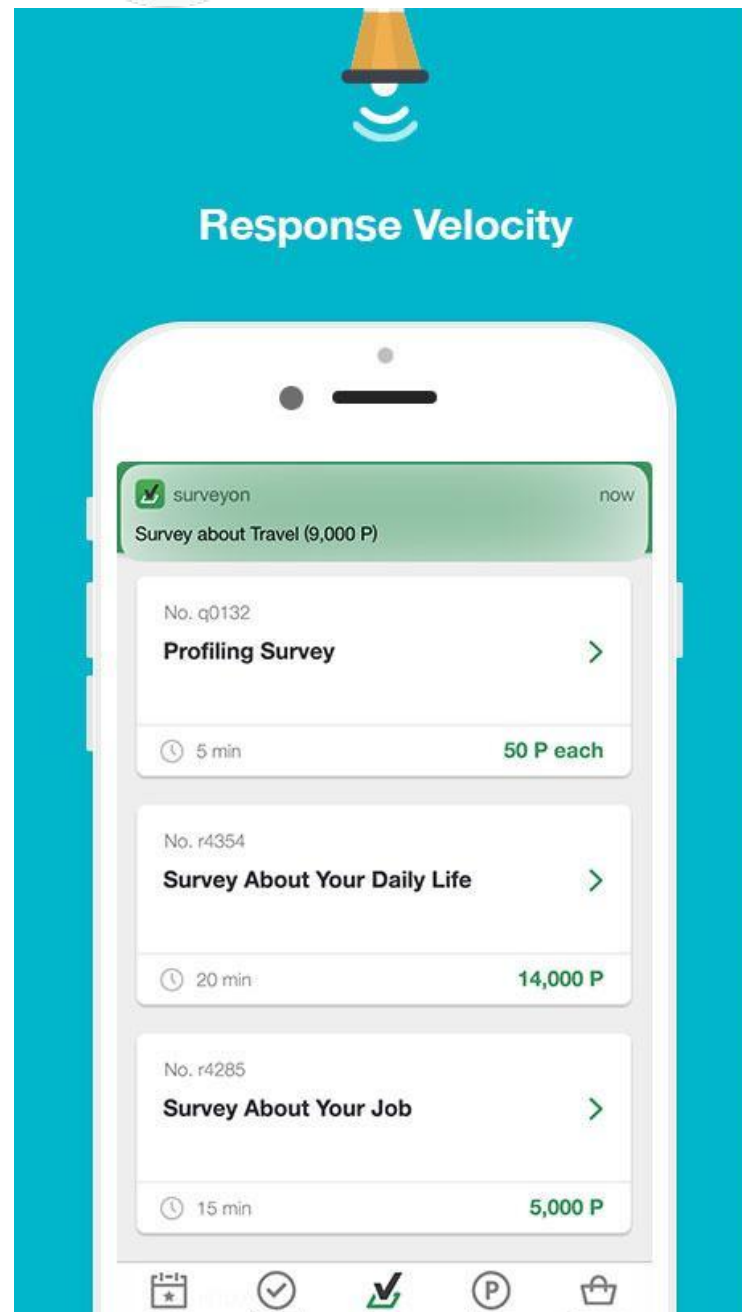 Response Velocity
surveyon
now
Survey about Travel (9,000 P)
No. q0132
Profiling Survey
5 min
50 P each
No. r4354
Survey About Your Daily Life
20 min
14,000 P
No. r4285
Survey About Your Job
15 min
5,000 P
P